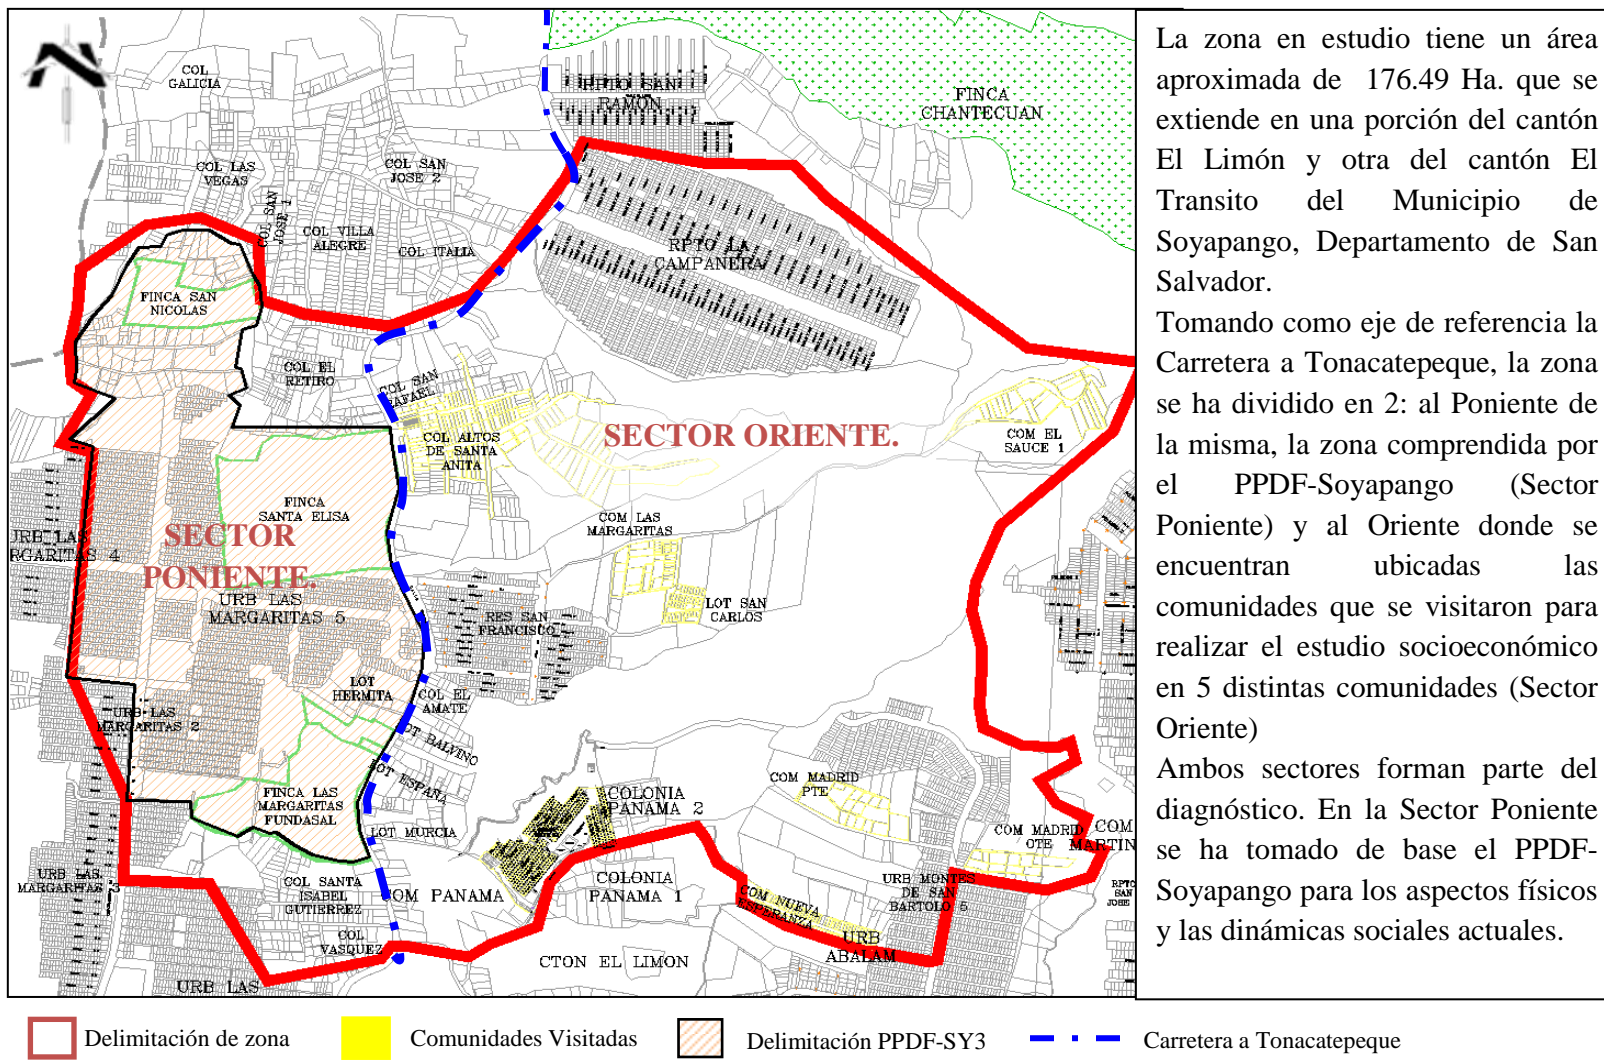 COL
GALICIA
RPTO SAN
RAMON
FINCA
CHANTECUAN
COL LAS
VEGAS
COL SAN
JOSE 2
COL SAN
JOSE 1
COL VILLA
ALEGRE
COL ITALIA
RPTO LA
CAMPANERA
FINCA SAN
NICOLAS
COL EL
RETIRO
COL SAN
RAFAEL
COL ALTOS
DE SANTA
ANITA
SECTOR ORIENTE.
COM EL
SAUCE 1
FINCA
SANTA ELISA
COM LAS
MARGARITAS
SECTOR
PONIENTE.
URB LAS
RGARITAS 4
URB LAS
MARGARITAS 5
RES SAN
FRANCISCO
LOT SAN
CARLOS
LOT
HERMITA
COL EL
AMATE
URB LAS
MARGARITAS 2
OT BALVINO
LOT ESPAÑA
COM MADRID
PTE
COLONIA
PANAMA 2
FINCA LAS
MARGARITAS
FUNDASAL
LOT MURCIA
COM MADRID
OTE
COM
MARTIN
URB LAS
MARGARITAS 3
COL SANTA
ISABEL
GUTIERREZ
OM PANAMA
COLONIA
PANAMA 1
COM NUEVA
ESPERANZA
URB MONTES
DE SAN
BARTOLO 5
RPTO
SAN
JOSE
COL
VASQUEZ
URB
ABALAM
CTON EL LIMON
URB LAS
La zona en estudio tiene un área
aproximada de 176.49 Ha. que se
extiende en una porción del cantón
El Limón y otra del cantón El
Transito del Municipio de
Soyapango, Departamento de San
Salvador.
Tomando como eje de referencia la
Carretera a Tonacatepeque, la zona
se ha dividido en 2: al Poniente de
la misma, la zona comprendida por
el PPDF-Soyapango (Sector
Poniente) y al Oriente donde se
encuentran ubicadas las
comunidades que se visitaron para
realizar el estudio socioeconómico
en 5 distintas comunidades (Sector
Oriente)
Ambos sectores forman parte del
diagnóstico. En la Sector Poniente
se ha tomado de base el PPDF-
Soyapango para los aspectos físicos
y las dinámicas sociales actuales.
Delimitación de zona
Comunidades Visitadas
Delimitación PPDF-SY3
Carretera a Tonacatepeque